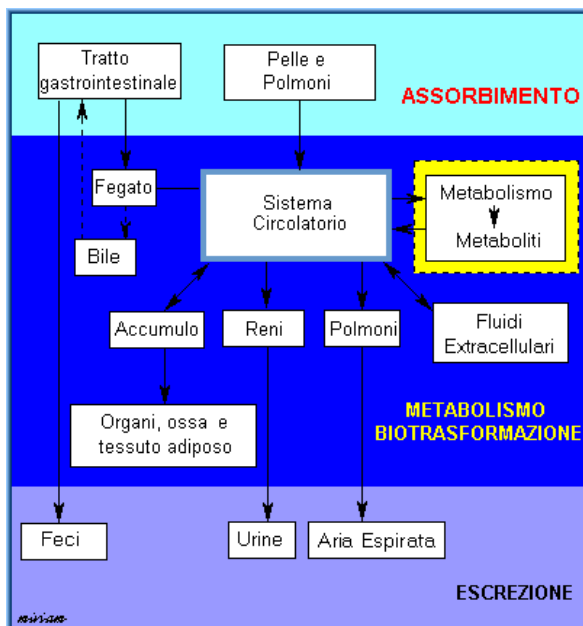 Tratto
gastrointestinale
Pelle e
Polmoni
ASSORBIMENTO
Fegato
Sistema
Circolatorio
Metabolismo
Metaboliti
Bile
Accumulo
Reni
Polmoni
Fluidi
Extracellulari
Organi, ossa e
tessuto adiposo
METABOLISMO
BIOTRASFORMAZIONE
Feci
Urine
Aria Espirata
ESCREZIONE
miriam